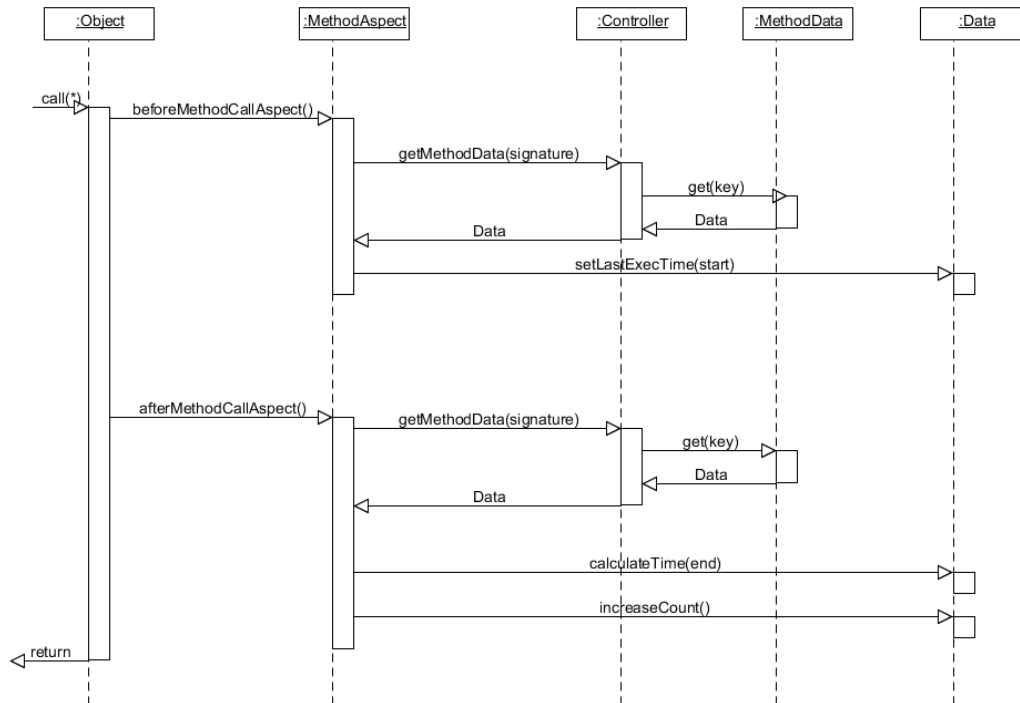 :Object :MethodAspect :Controller :MethodData :Data
call(*)
beforeMethodCallAspect()
getMethodData(signature)
get(key)
Data
Data
setLastExecTime(start)
afterMethodCallAspect()
getMethodData(signature)
get(key)
Data
Data
calculateTime(end)
increaseCount()
return